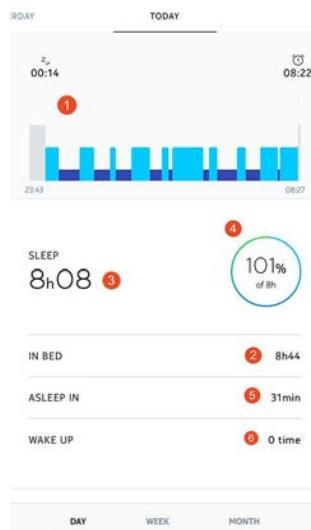 ERDAY TODAY
00:14 08:22
1
23:43 08:27
4
SLEEP
8h08 3 101%
of 8h
IN BED 2 8h44
ASLEEP IN 5 31min
WAKE UP 6 0 time
DAY WEEK MONTH